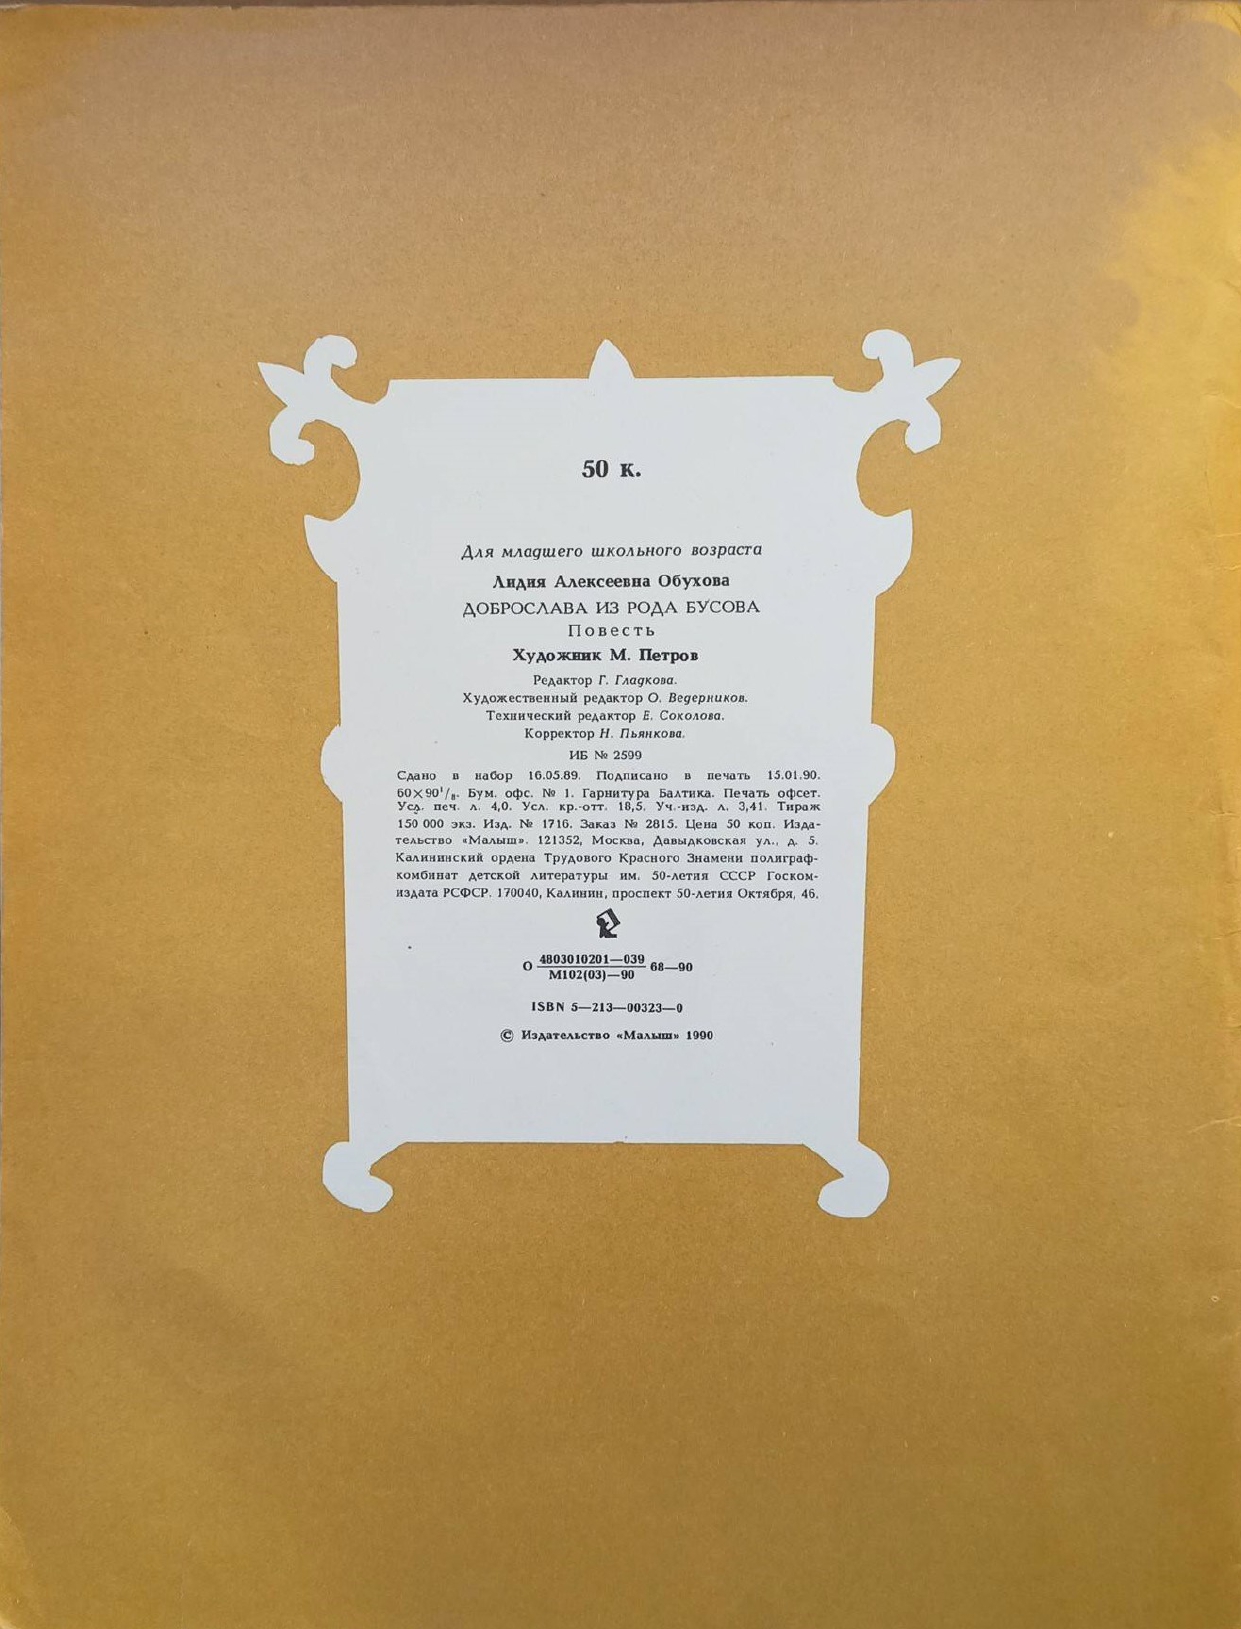 50 к.
Для младшего школьного возраста
Лидия Алексеевна Обухова
ДОБРОСЛАВА ИЗ РОДА БУСОВА
Повесть
Художник М. Петров
Редактор Г. Гладкова.
Художественный редактор О. Ведерников.
Технический редактор Е. Соколова.
Корректор Н. Пьянкова.
ИБ № 2599
Сдано в набор 16.05.89. Подписано в печать 15.01.90.
60×90¹/₈. Бум. офс. № 1. Гарнитура Балтика. Печать офсет.
Усл. печ. л. 4,0. Усл. кр.-отт. 18,5. Уч.-изд. л. 3,41. Тираж
150 000 экз. Изд. № 1716. Заказ № 2815. Цена 50 коп. Изда-
тельство «Малыш». 121352, Москва, Давыдковская ул., д. 5.
Калининский ордена Трудового Красного Знамени полиграф-
комбинат детской литературы им. 50-летия СССР Госком-
издата РСФСР. 170040, Калинин, проспект 50-летия Октября, 46.
О 4803010201—039 68—90
М102(03)—90
ISBN 5—213—00323—0
© Издательство «Малыш» 1990